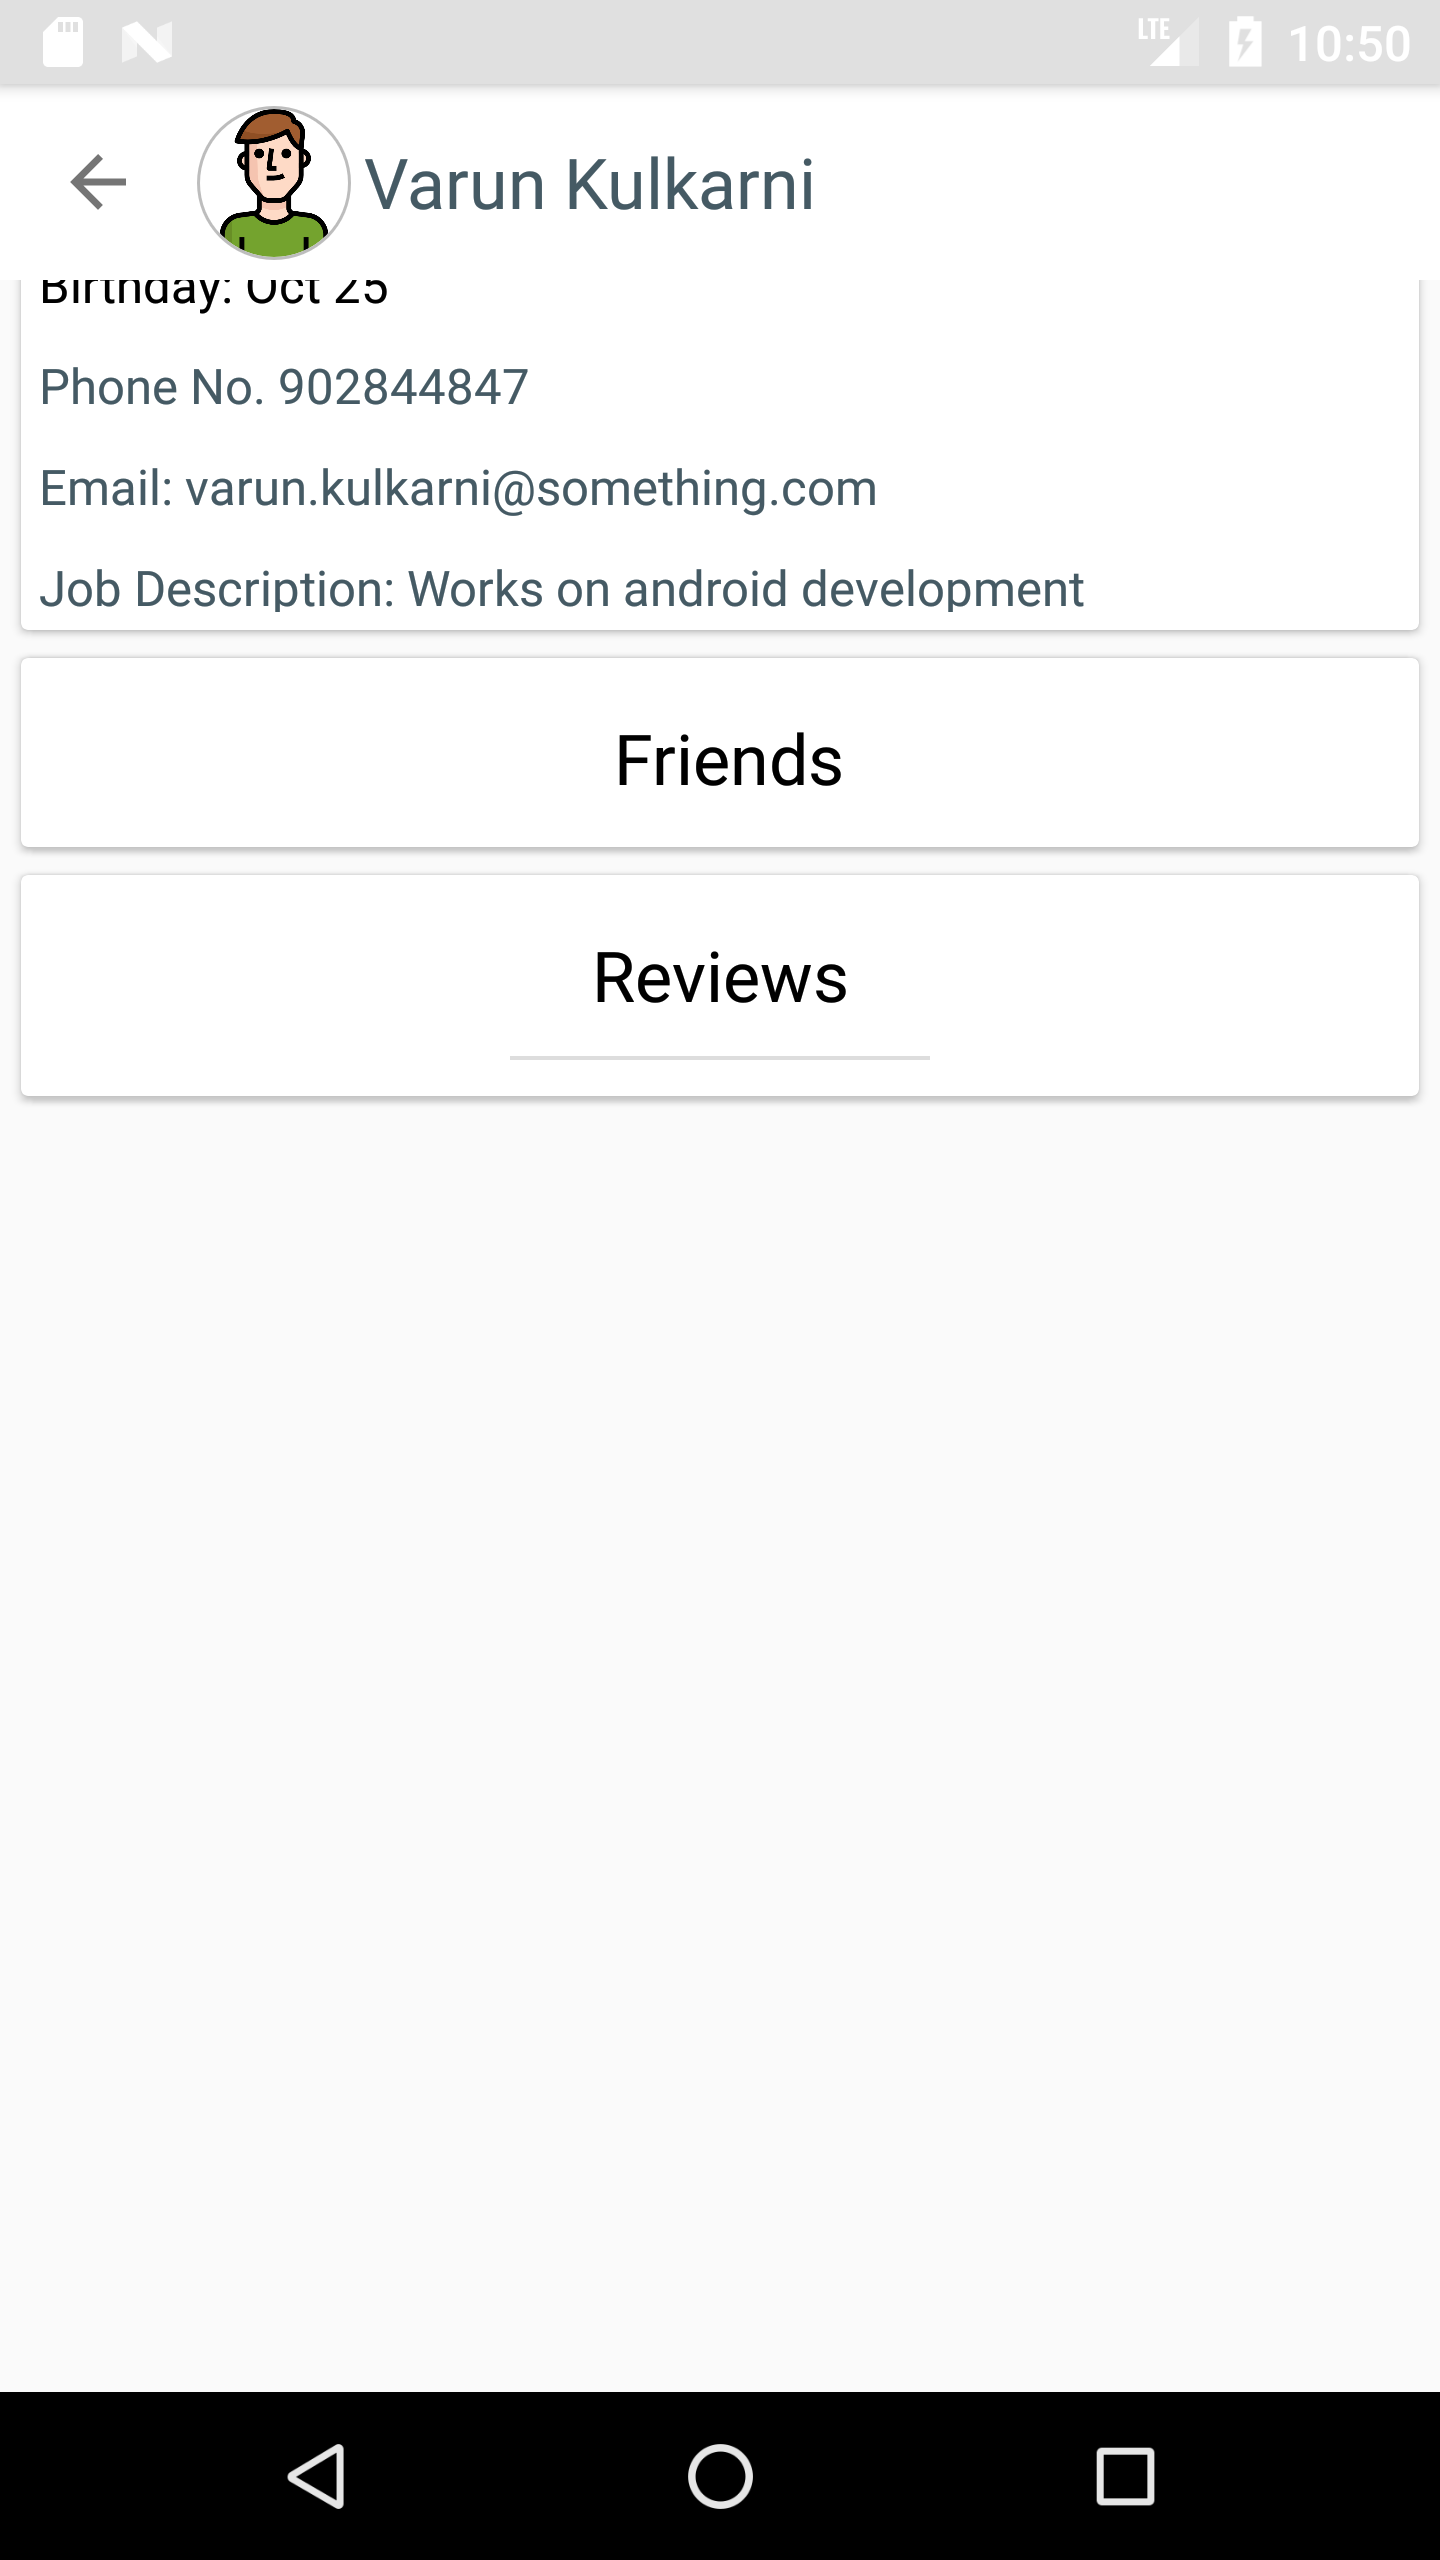 LTE 10:50
Varun Kulkarni
Birthday: Oct 25
Phone No. 902844847
Email: varun.kulkarni@something.com
Job Description: Works on android development
Friends
Reviews